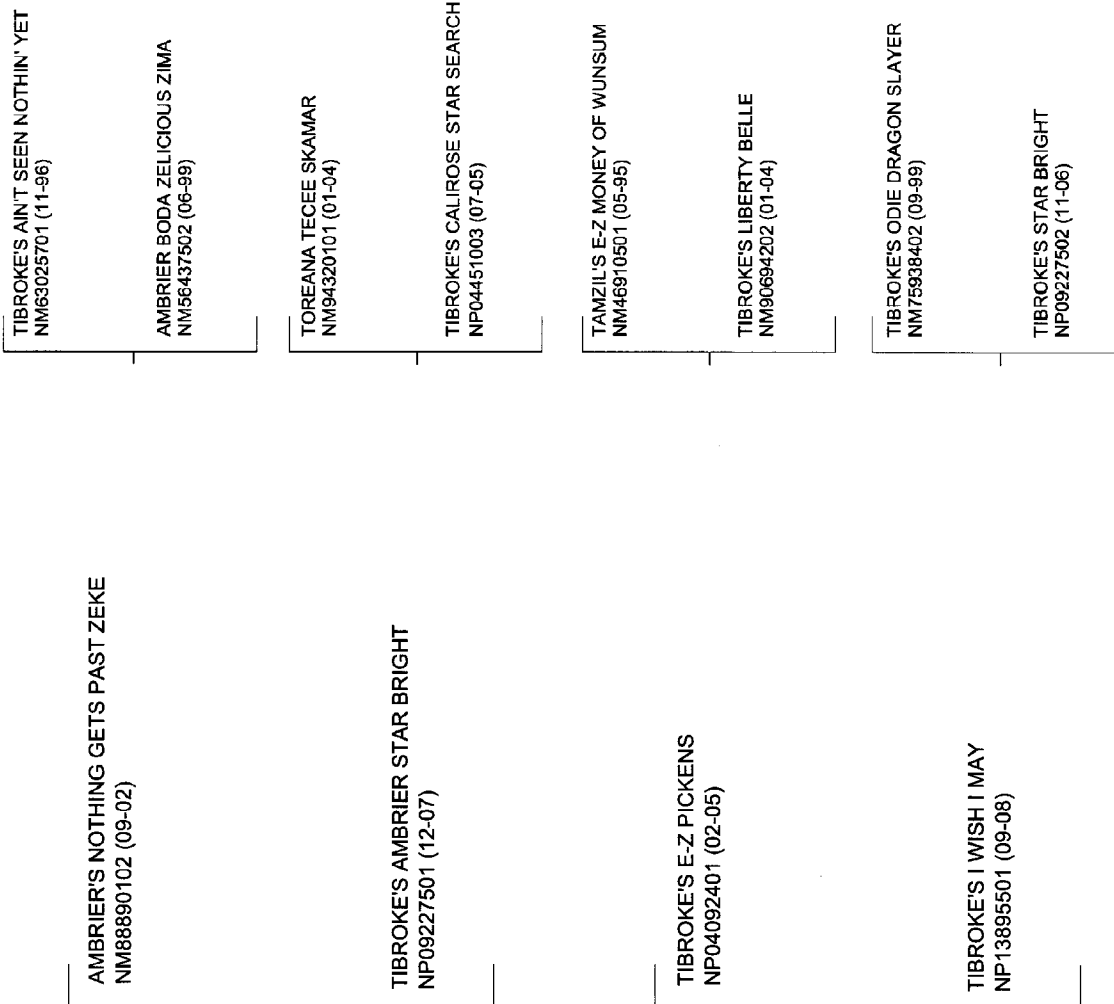 TIBROKE'S AIN'T SEEN NOTHIN' YET
NM63025701 (11-96)
AMBRIER BODA ZELICIOUS ZIMA
NM56437502 (06-99)
TOREANA TECEE SKAMAR
NM94320101 (01-04)
TIBROKE'S CALIROSE STAR SEARCH
NP04451003 (07-05)
TAMZIL'S E-Z MONEY OF WUNSUM
NM46910501 (05-95)
TIBROKE'S LIBERTY BELLE
NM90694202 (01-04)
TIBROKE'S ODIE DRAGON SLAYER
NM75938402 (09-99)
TIBROKE'S STAR BRIGHT
NP09227502 (11-06)
AMBRIER'S NOTHING GETS PAST ZEKE
NM88890102 (09-02)
TIBROKE'S AMBRIER STAR BRIGHT
NP09227501 (12-07)
TIBROKE'S E-Z PICKENS
NP04092401 (02-05)
TIBROKE'S I WISH I MAY
NP13895501 (09-08)